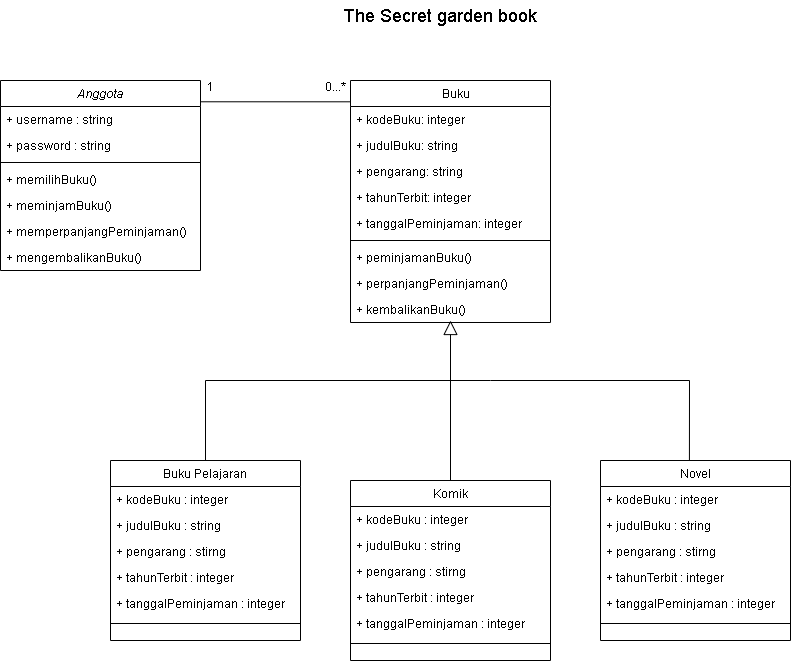 The Secret garden book
Anggota
+ username : string
+ password : string
+ memilihBuku()
+ meminjamBuku()
+ memperpanjangPeminjaman()
+ mengembalikanBuku()
1
0...*
Buku
+ kodeBuku: integer
+ judulBuku: string
+ pengarang: string
+ tahunTerbit: integer
+ tanggalPeminjaman: integer
+ peminjamanBuku()
+ perpanjangPeminjaman()
+ kembalikanBuku()
Buku Pelajaran
+ kodeBuku : integer
+ judulBuku : string
+ pengarang : stirng
+ tahunTerbit : integer
+ tanggalPeminjaman : integer
Komik
+ kodeBuku : integer
+ judulBuku : string
+ pengarang : stirng
+ tahunTerbit : integer
+ tanggalPeminjaman : integer
Novel
+ kodeBuku : integer
+ judulBuku : string
+ pengarang : stirng
+ tahunTerbit : integer
+ tanggalPeminjaman : integer